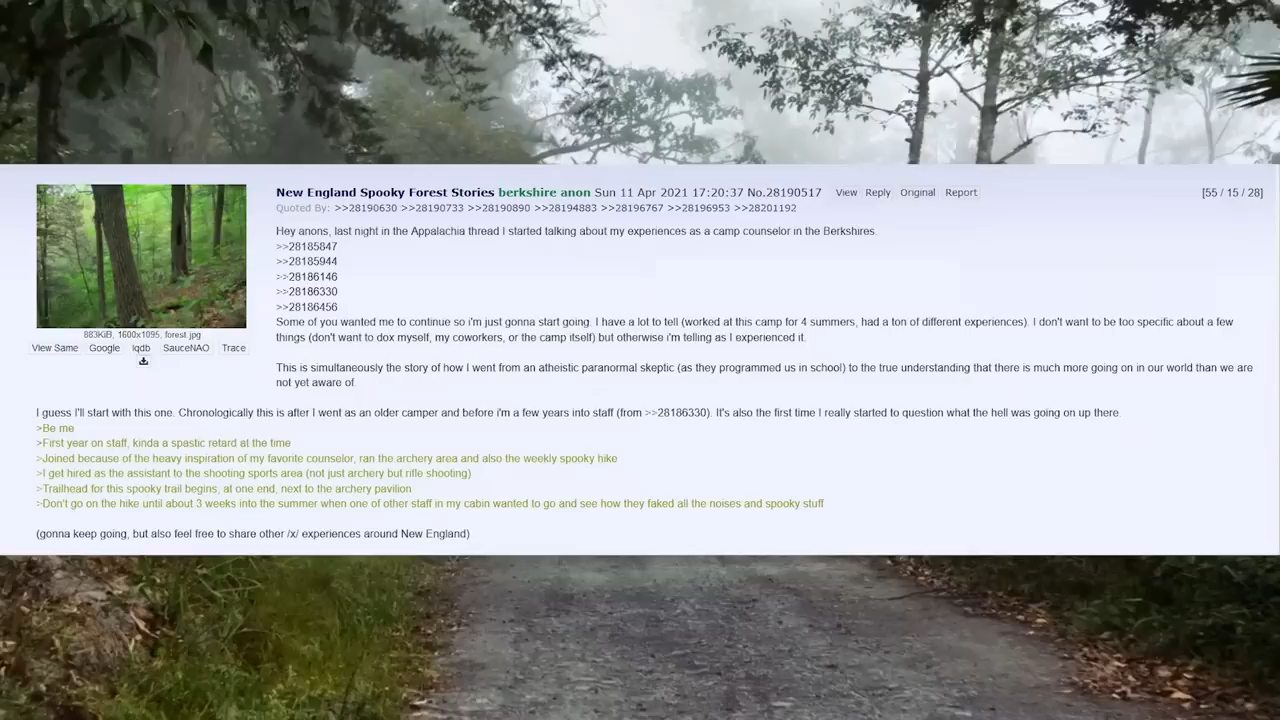 New England Spooky Forest Stories berkshire anon Sun 11 Apr 2021 17:20:37 No.28190517 View Reply Original Report [55 / 15 / 28]
Quoted By: >>28190630 >>28190733 >>28190890 >>28194883 >>28196767 >>28196953 >>28201192
Hey anons, last night in the Appalachia thread I started talking about my experiences as a camp counselor in the Berkshires.
>>28185847
>>28185944
>>28186146
>>28186330
>>28186456
Some of you wanted me to continue so i'm just gonna start going. I have a lot to tell (worked at this camp for 4 summers, had a ton of different experiences). I don't want to be too specific about a few
things (don't want to dox myself, my coworkers, or the camp itself) but otherwise i'm telling as I experienced it.
This is simultaneously the story of how I went from an atheistic paranormal skeptic (as they programmed us in school) to the true understanding that there is much more going on in our world than we are
not yet aware of.
883KiB, 1600x1095, forest.jpg
View Same Google iqdb SauceNAO Trace
I guess I'll start with this one. Chronologically this is after I went as an older camper and before i'm a few years into staff (from >>28186330). It's also the first time I really started to question what the hell was going on up there.
>Be me
>First year on staff, kinda a spastic retard at the time
>Joined because of the heavy inspiration of my favorite counselor, ran the archery area and also the weekly spooky hike
>I get hired as the assistant to the shooting sports area (not just archery but rifle shooting)
>Trailhead for this spooky trail begins, at one end, next to the archery pavilion
>Don't go on the hike until about 3 weeks into the summer when one of other staff in my cabin wanted to go and see how they faked all the noises and spooky stuff
(gonna keep going, but also feel free to share other /x/ experiences around New England)